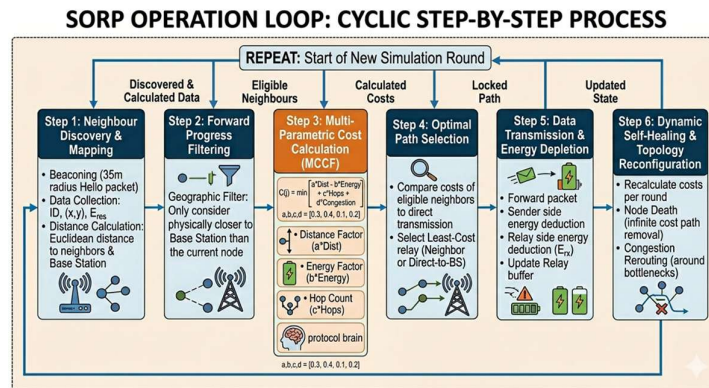 SORP OPERATION LOOP: CYCLIC STEP-BY-STEP PROCESS
REPEAT: Start of New Simulation Round
Discovered &
Calculated Data
Eligible
Neighbours
Calculated
Costs
Locked
Path
Updated
State
Step 1: Neighbour
Discovery &
Mapping
• Beaconing (35m
radius Hello packet)
• Data Collection:
ID, (x,y), E_res
• Distance Calculation:
Euclidean distance
to neighbors &
Base Station
Step 2: Forward
Progress
Filtering
Geographic Filter:
Only consider
physically closer to
Base Station than
the current node
Step 3: Multi-
Parametric Cost
Calculation
(MCCF)
C(j) = min [a*Dist - b*Energy
+ c*Hops +
d*Congestion]
a,b,c,d = [0.3, 0.4, 0.1, 0.2]
• Distance Factor
(a*Dist)
• Energy Factor
(b*Energy)
• Hop Count
(c*Hops)
protocol brain
a,b,c,d = [0.3, 0.4, 0.1, 0.2]
Step 4: Optimal
Path Selection
• Compare costs of
eligible neighbors to
direct
transmission
• Select Least-Cost
relay (Neighbor
or Direct-to-BS)
Step 5: Data
Transmission &
Energy Depletion
• Forward packet
• Sender side
energy deduction
• Relay side energy
deduction (E_rx)
• Update Relay
buffer
Step 6: Dynamic
Self-Healing &
Topology
Reconfiguration
• Recalculate costs
per round
• Node Death
(infinite cost path
removal)
• Congestion
Rerouting (around
bottlenecks)